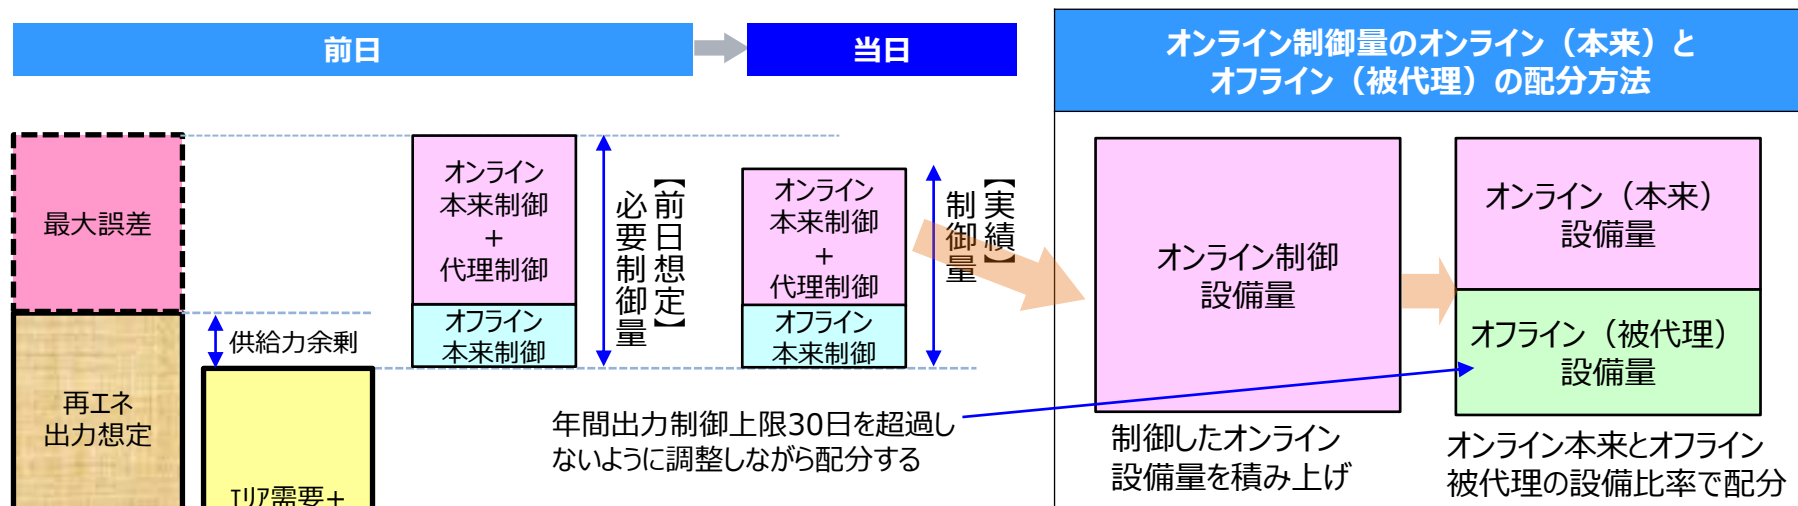 前日
当日
オンライン制御量のオンライン（本来）と
オフライン（被代理）の配分方法
最大誤差
再エネ
出力想定
供給力余剰
ｴﾘｱ需要＋
オンライン
本来制御
＋
代理制御
オフライン
本来制御
【前日想定】
必要制御量
オンライン
本来制御
＋
代理制御
オフライン
本来制御
【実績】
制御量
年間出力制御上限30日を超過し
ないように調整しながら配分する
オンライン制御
設備量
制御したオンライン
設備量を積み上げ
オンライン（本来）
設備量
オフライン（被代理）
設備量
オンライン本来とオフライン
被代理の設備比率で配分